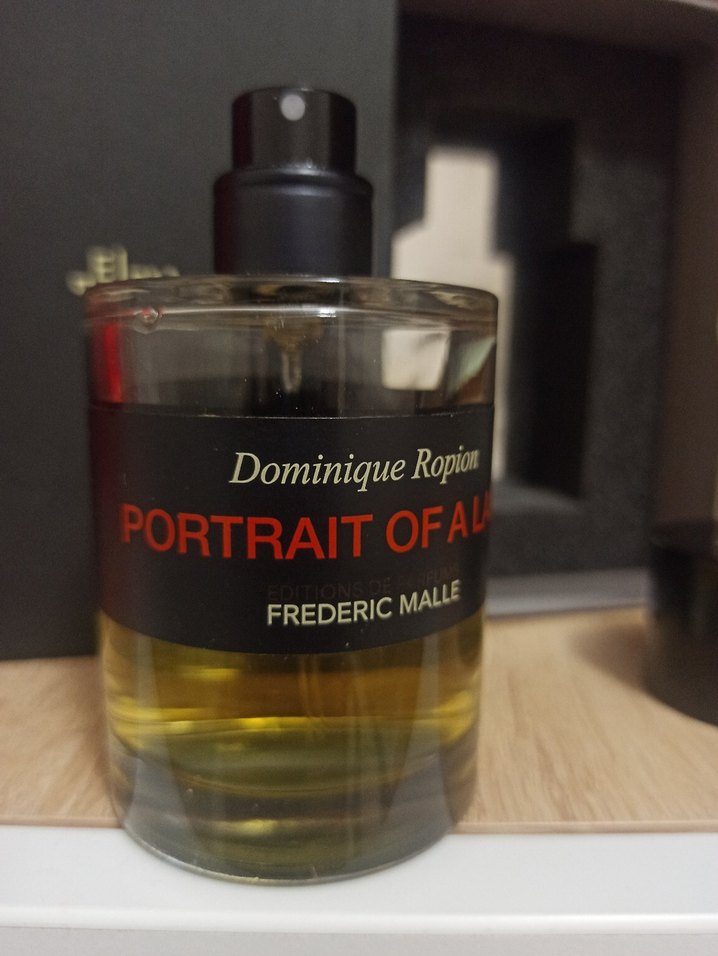 Dominique Ropion
PORTRAIT OF A LA
EDITIONS DE PARFUMS
FREDERIC MALLE